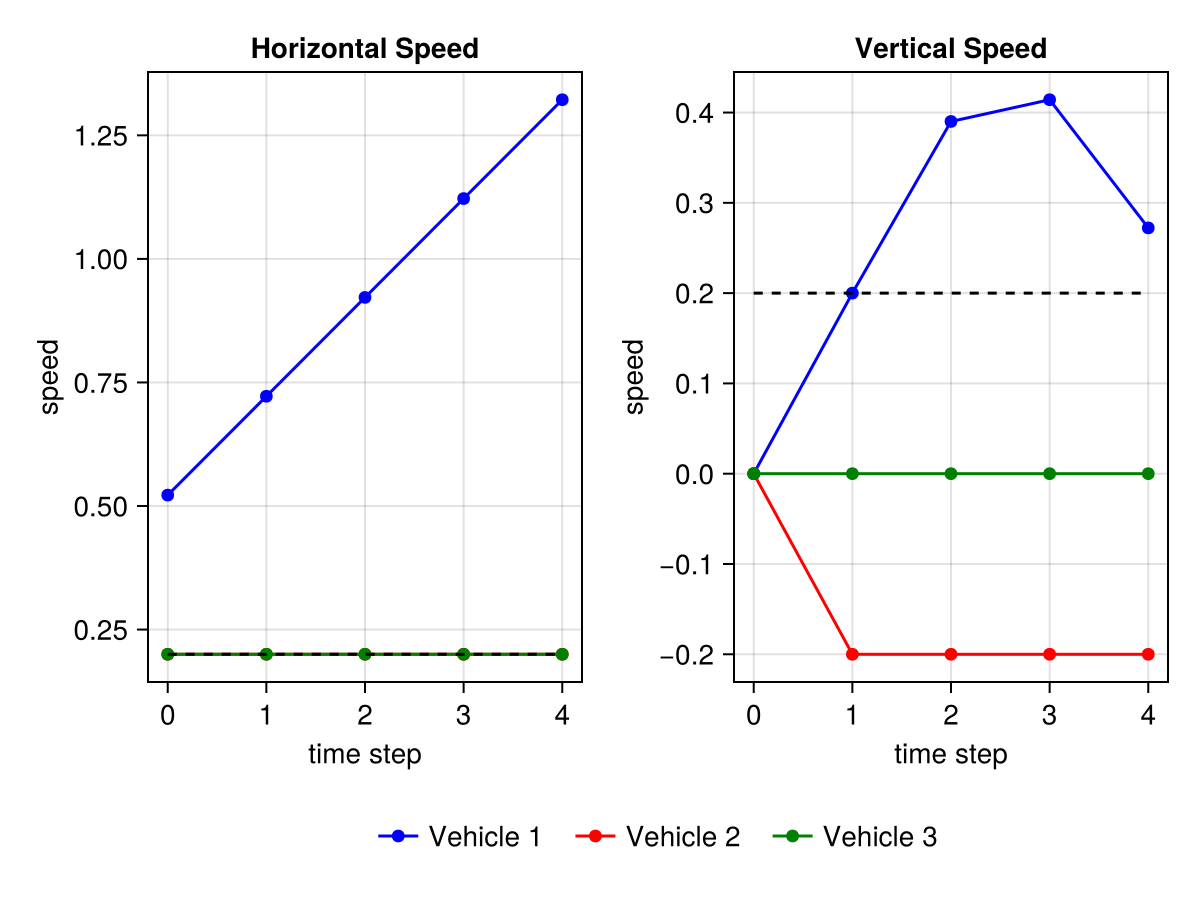 Horizontal Speed
speed
1.25
1.00
0.75
0.50
0.25
0 1 2 3 4
time step
Vertical Speed
speed
0.4
0.3
0.2
0.1
0.0
−0.1
−0.2
0 1 2 3 4
time step
Vehicle 1 Vehicle 2 Vehicle 3